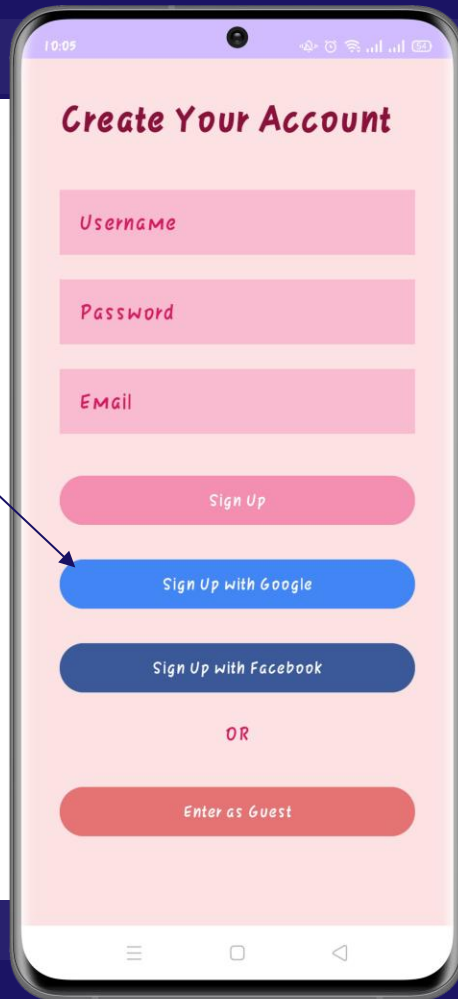 10:05
54
Create Your Account
Username
Password
Email
Sign Up
Sign Up with Google
Sign Up with Facebook
OR
Enter as Guest